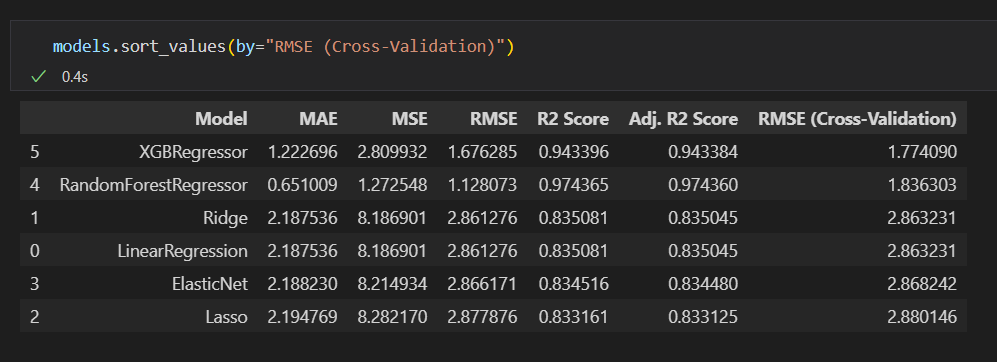 models.sort_values(by="RMSE (Cross-Validation)")
0.4s
Model MAE MSE RMSE R2 Score Adj. R2 Score RMSE (Cross-Validation)
5 XGBRegressor 1.222696 2.809932 1.676285 0.943396 0.943384 1.774090
4 RandomForestRegressor 0.651009 1.272548 1.128073 0.974365 0.974360 1.836303
1 Ridge 2.187536 8.186901 2.861276 0.835081 0.835045 2.863231
0 LinearRegression 2.187536 8.186901 2.861276 0.835081 0.835045 2.863231
3 ElasticNet 2.188230 8.214934 2.866171 0.834516 0.834480 2.868242
2 Lasso 2.194769 8.282170 2.877876 0.833161 0.833125 2.880146